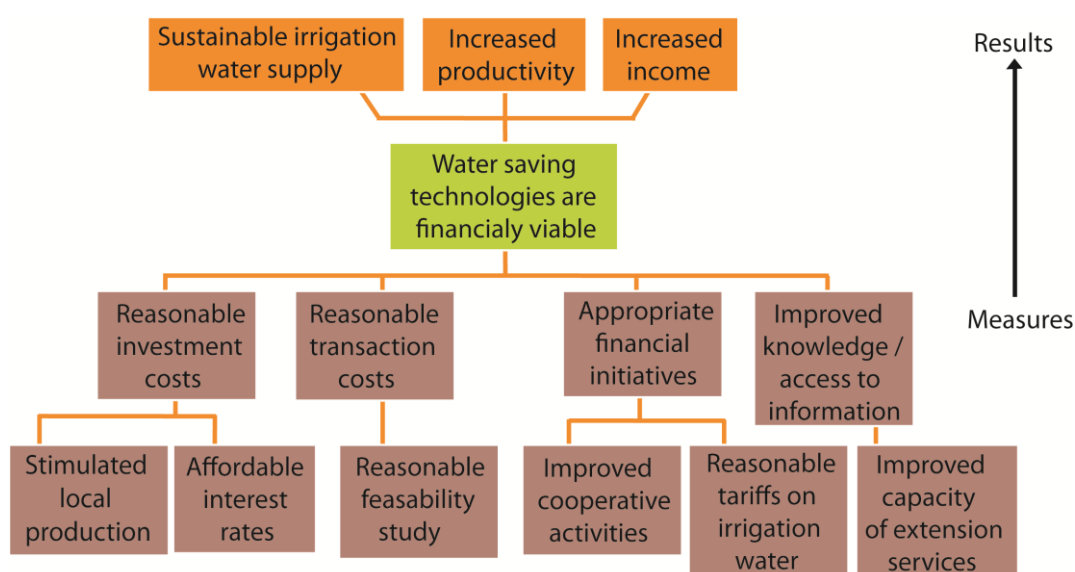 Sustainable irrigation
water supply
Increased
productivity
Increased
income
Results
Water saving
technologies are
financialy viable
Measures
Reasonable
investment
costs
Reasonable
transaction
costs
Appropriate
financial
initiatives
Improved
knowledge /
access to
information
Stimulated
local
production
Affordable
interest
rates
Reasonable
feasability
study
Improved
cooperative
activities
Reasonable
tariffs on
irrigation
water
Improved
capacity
of extension
services